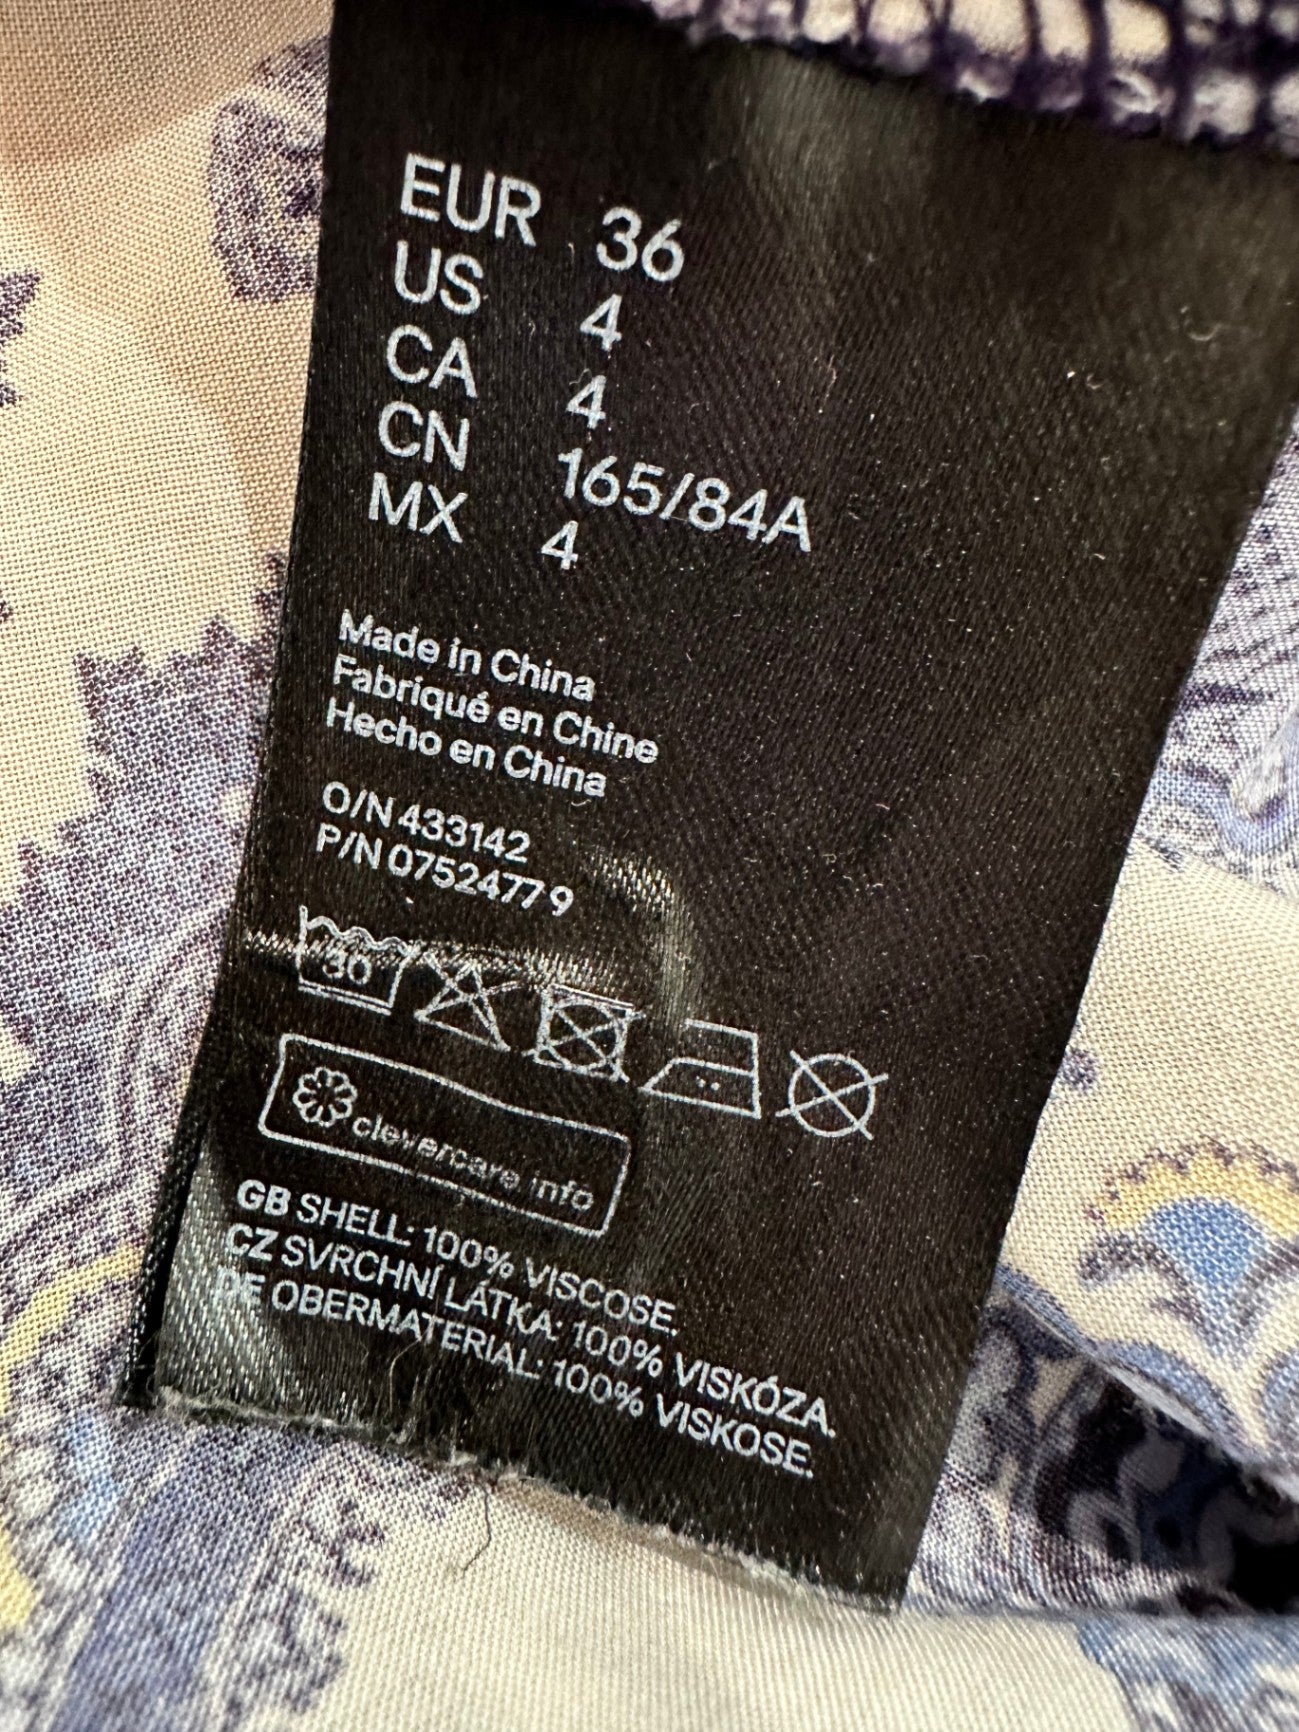 EUR 36
US 4
CA 4
CN 165/84A
MX 4
Made in China
Fabriqué en Chine
Hecho en China
O/N 433142
P/N 0752477 9
30
clevercare.info
GB SHELL: 100% VISCOSE.
CZ SVRCHNÍ LÁTKA: 100% VISKÓZA.
DE OBERMATERIAL: 100% VISKOSE.